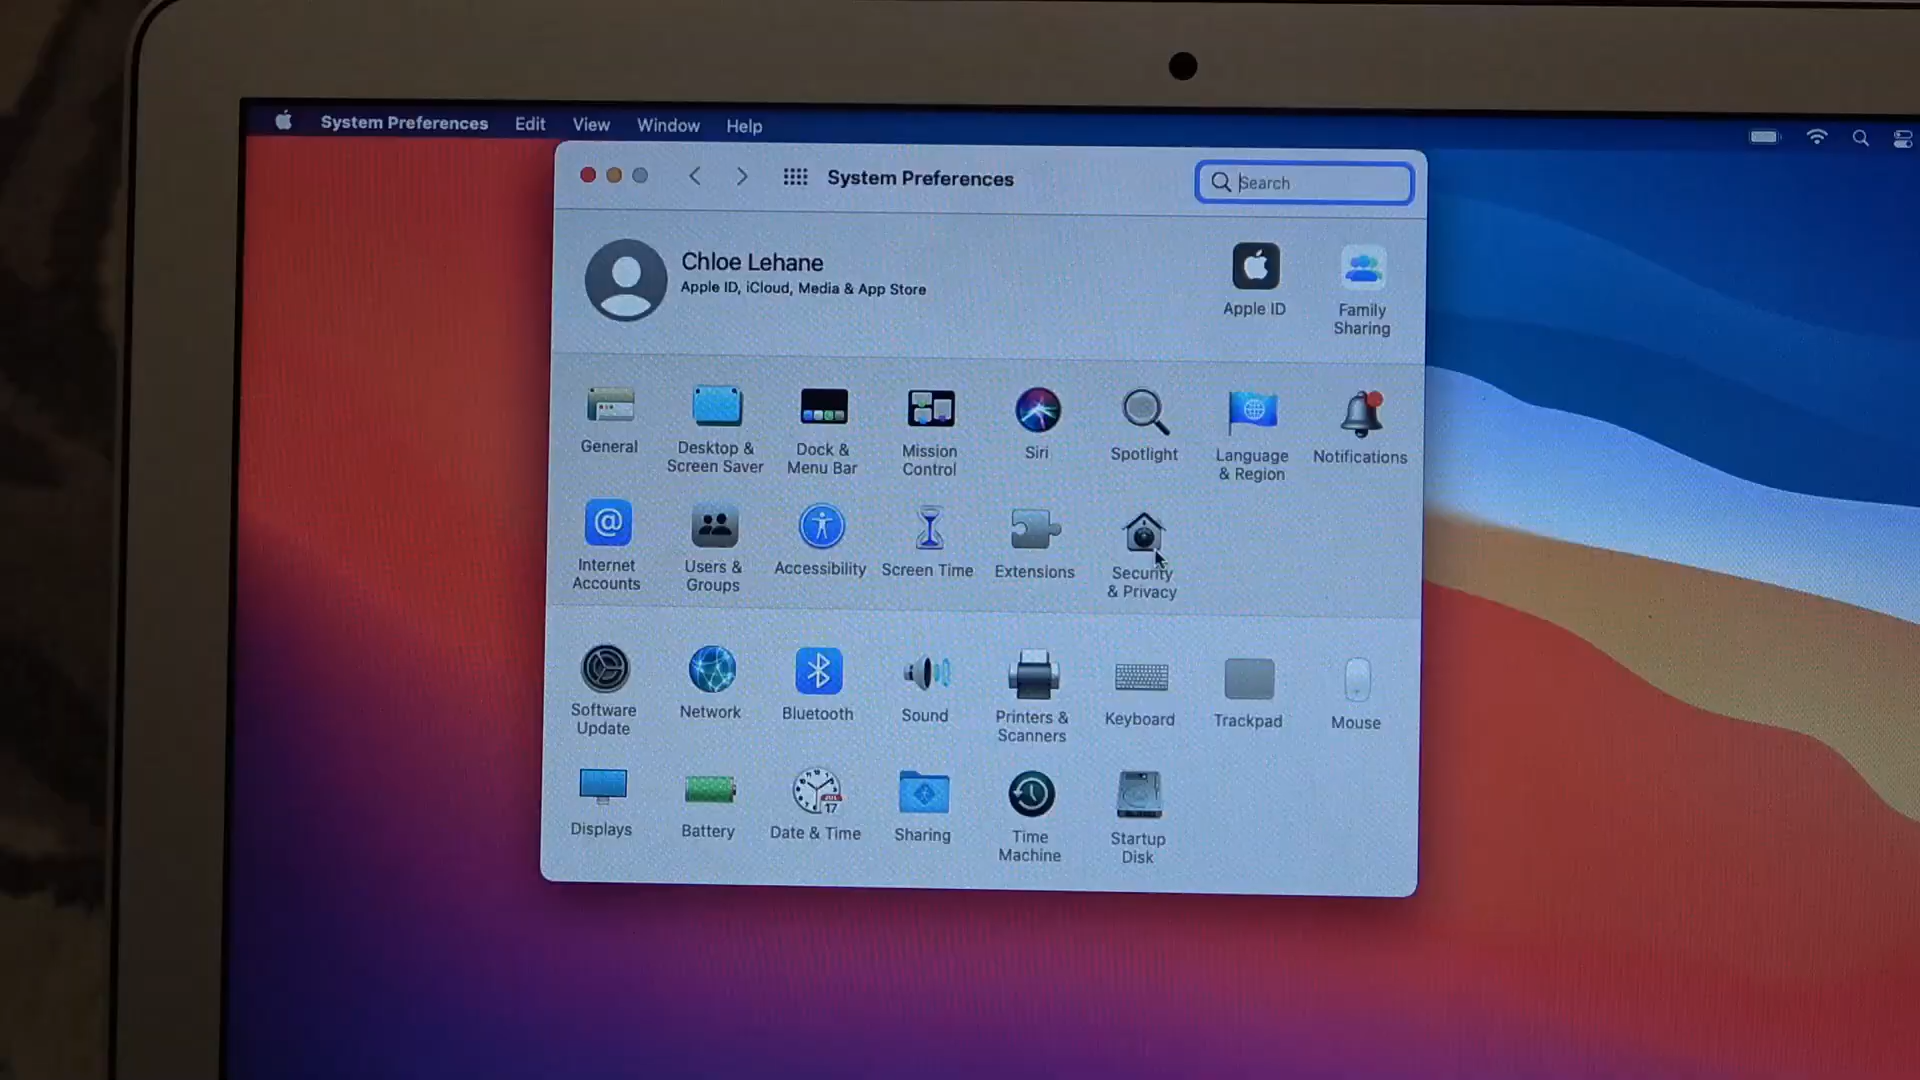 System Preferences Edit View Window Help
System Preferences
Search
Chloe Lehane
Apple ID, iCloud, Media & App Store
Apple ID
Family
Sharing
General
Desktop &
Screen Saver
Dock &
Menu Bar
Mission
Control
Siri
Spotlight
Language
& Region
Notifications
@
Internet
Accounts
Users &
Groups
Accessibility
Screen Time
Extensions
Security
& Privacy
Software
Update
Network
Bluetooth
Sound
Printers &
Scanners
Keyboard
Trackpad
Mouse
Displays
Battery
JUL
17
Date & Time
Sharing
Time
Machine
Startup
Disk